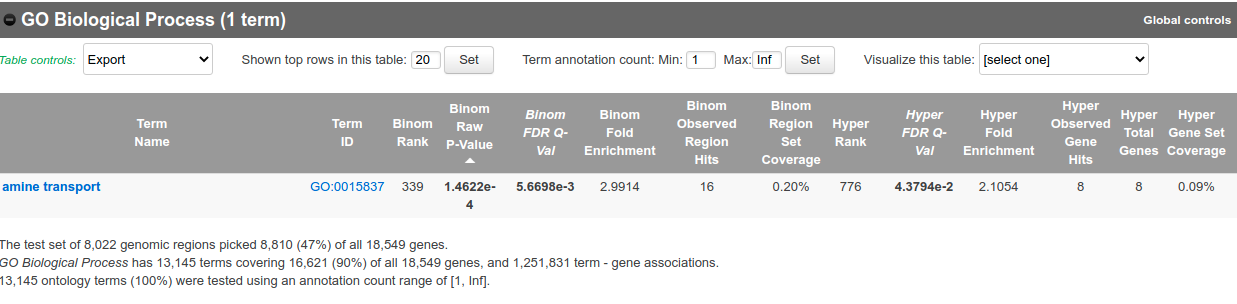 GO Biological Process (1 term)
Global controls
Table controls: Export Shown top rows in this table: 20 Set Term annotation count: Min: 1 Max: Inf Set Visualize this table: [select one]
Term Name Term ID Binom Rank Binom Raw P-Value Binom FDR Q-Val Binom Fold Enrichment Binom Observed Region Hits Binom Region Set Coverage Hyper Rank Hyper FDR Q-Val Hyper Fold Enrichment Hyper Observed Gene Hits Hyper Total Genes Hyper Gene Set Coverage
amine transport GO:0015837 339 1.4622e-4 5.6698e-3 2.9914 16 0.20% 776 4.3794e-2 2.1054 8 8 0.09%
The test set of 8,022 genomic regions picked 8,810 (47%) of all 18,549 genes.
GO Biological Process has 13,145 terms covering 16,621 (90%) of all 18,549 genes, and 1,251,831 term - gene associations.
13,145 ontology terms (100%) were tested using an annotation count range of [1, Inf].